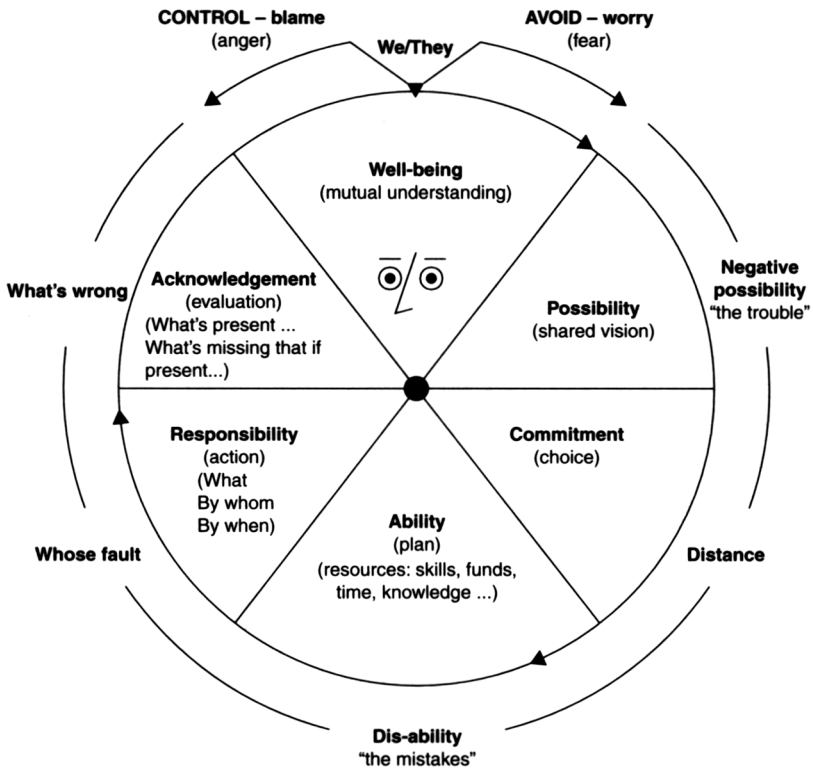 CONTROL – blame
(anger)
We/They
AVOID – worry
(fear)
Well-being
(mutual understanding)
Acknowledgement
(evaluation)
(What's present ...
What's missing that if
present...)
What's wrong
Possibility
(shared vision)
Negative
possibility
“the trouble”
Responsibility
(action)
(What
By whom
By when)
Commitment
(choice)
Ability
(plan)
(resources: skills, funds,
time, knowledge ...)
Whose fault
Distance
Dis-ability
“the mistakes”